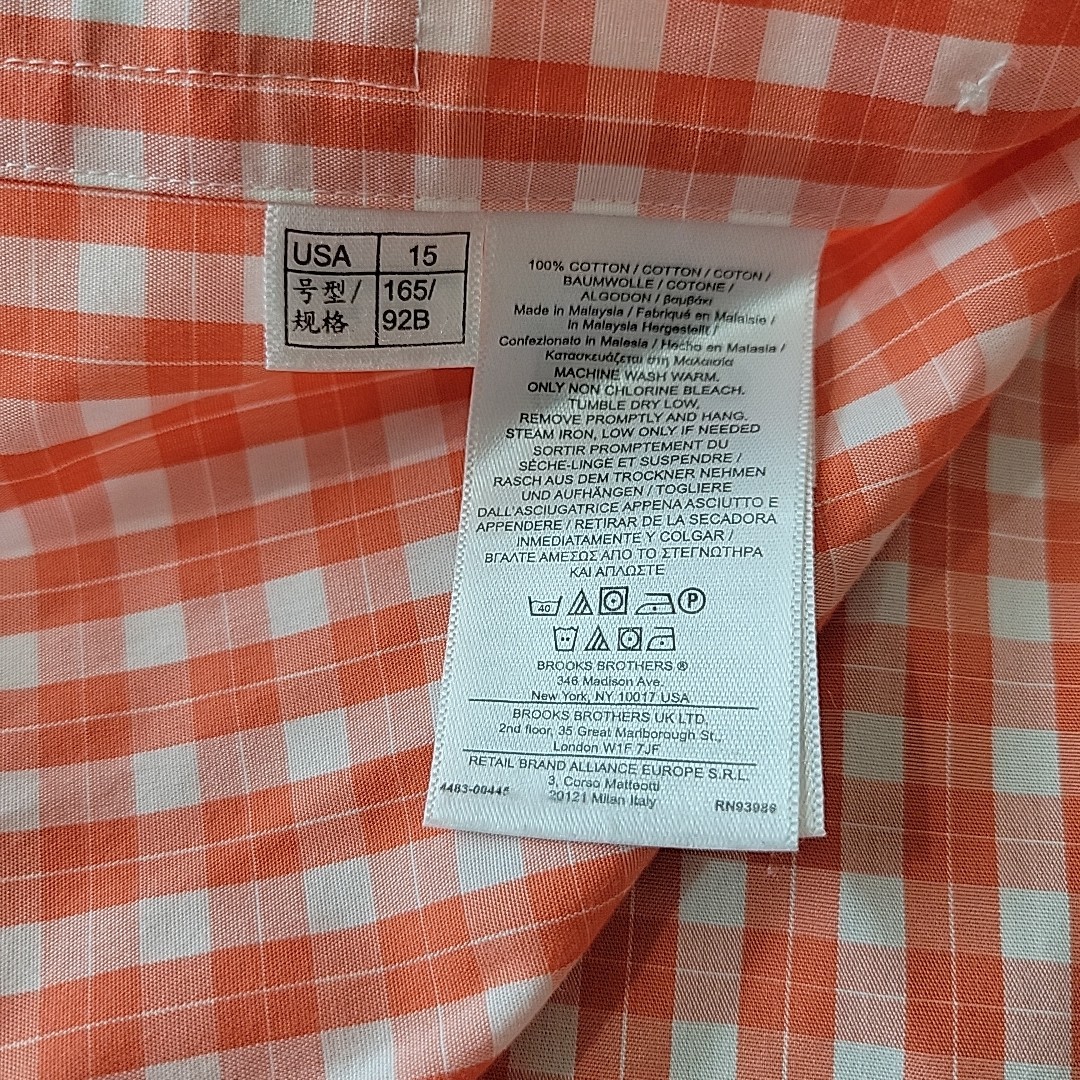 USA 15
号型/ 165/
规格 92B
100% COTTON / COTTON / COTON /
BAUMWOLLE / COTONE /
ALGODON / βαμβάκι
Made in Malaysia / Fabriqué en Malaisie /
in Malaysia Hergestellt /
Confezionato in Malesia / Hecho en Malasia /
Κατασκευάζεται στη Μαλαισία
MACHINE WASH WARM.
ONLY NON CHLORINE BLEACH.
TUMBLE DRY LOW,
REMOVE PROMPTLY AND HANG.
STEAM IRON, LOW ONLY IF NEEDED
SORTIR PROMPTEMENT DU
SÈCHE-LINGE ET SUSPENDRE /
RASCH AUS DEM TROCKNER NEHMEN
UND AUFHÄNGEN / TOGLIERE
DALL'ASCIUGATRICE APPENA ASCIUTTO E
APPENDERE / RETIRAR DE LA SECADORA
INMEDIATAMENTE Y COLGAR /
ΒΓΑΛΤΕ ΑΜΕΣΩΣ ΑΠΟ ΤΟ ΣΤΕΓΝΩΤΗΡΑ
ΚΑΙ ΑΠΛΩΣΤΕ
40 P
BROOKS BROTHERS ®
346 Madison Ave.
New York, NY 10017 USA
BROOKS BROTHERS UK LTD.
2nd floor, 35 Great Marlborough St.,
London W1F 7JF
RETAIL BRAND ALLIANCE EUROPE S.R.L.
3, Corso Matteotti
20121 Milan Italy
4483-00445 RN93986